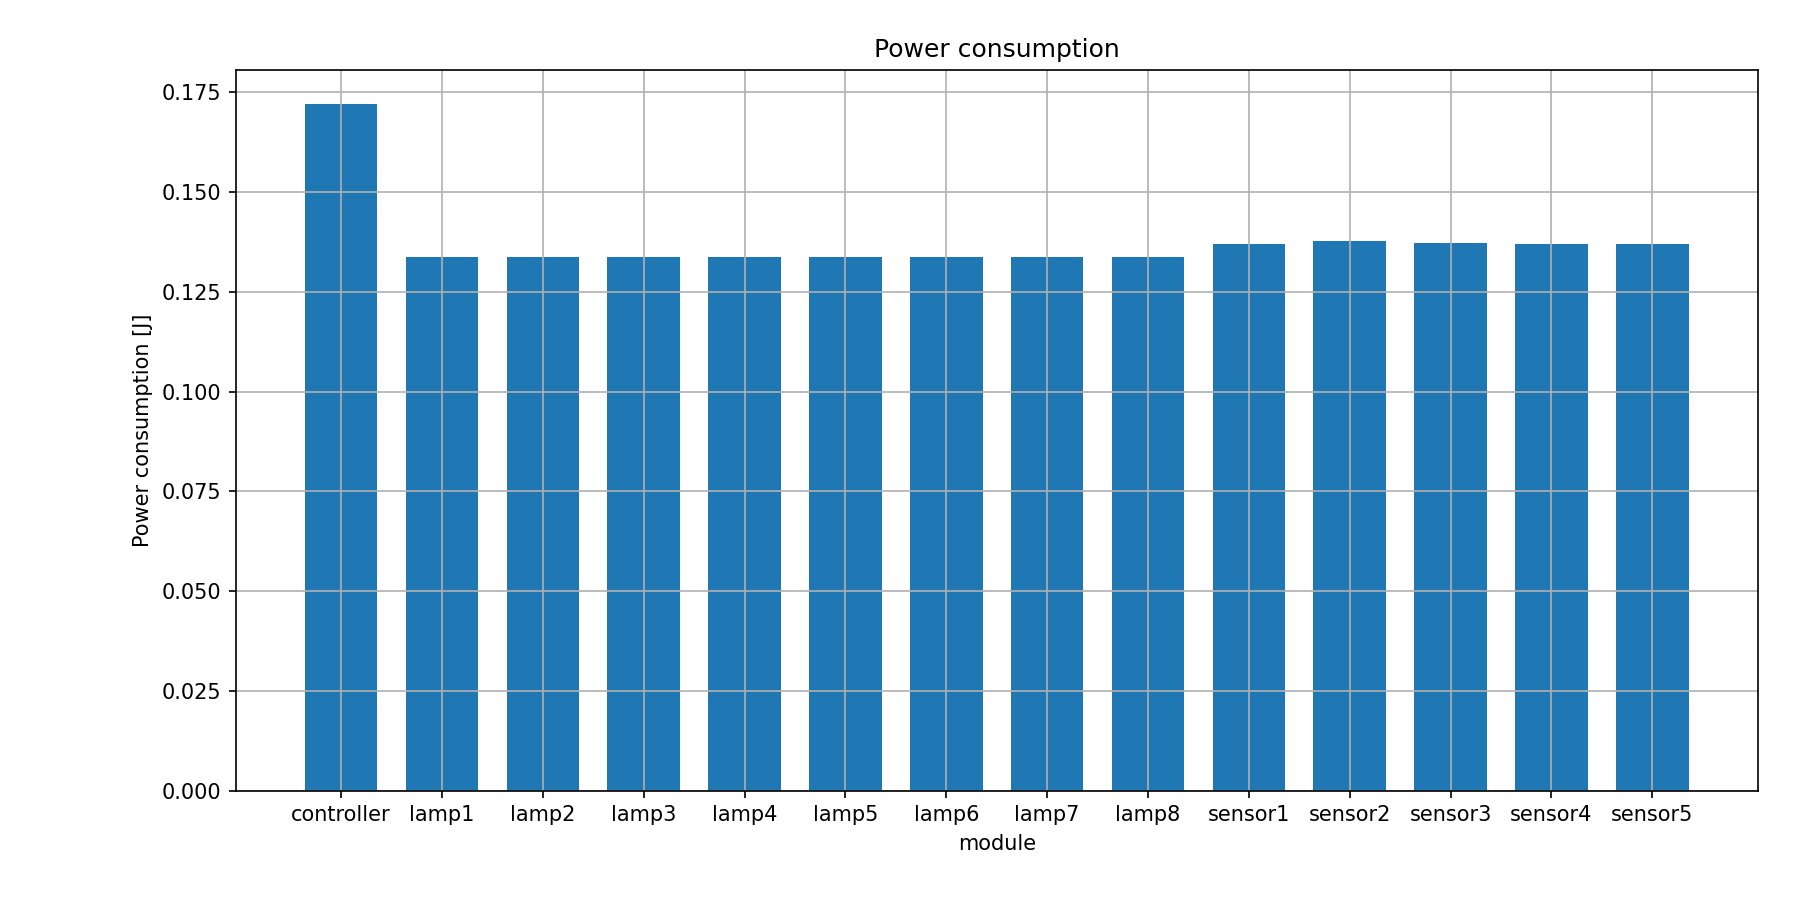 Power consumption
Power consumption [J]
0.175
0.150
0.125
0.100
0.075
0.050
0.025
0.000
controller lamp1 lamp2 lamp3 lamp4 lamp5 lamp6 lamp7 lamp8 sensor1 sensor2 sensor3 sensor4 sensor5
module